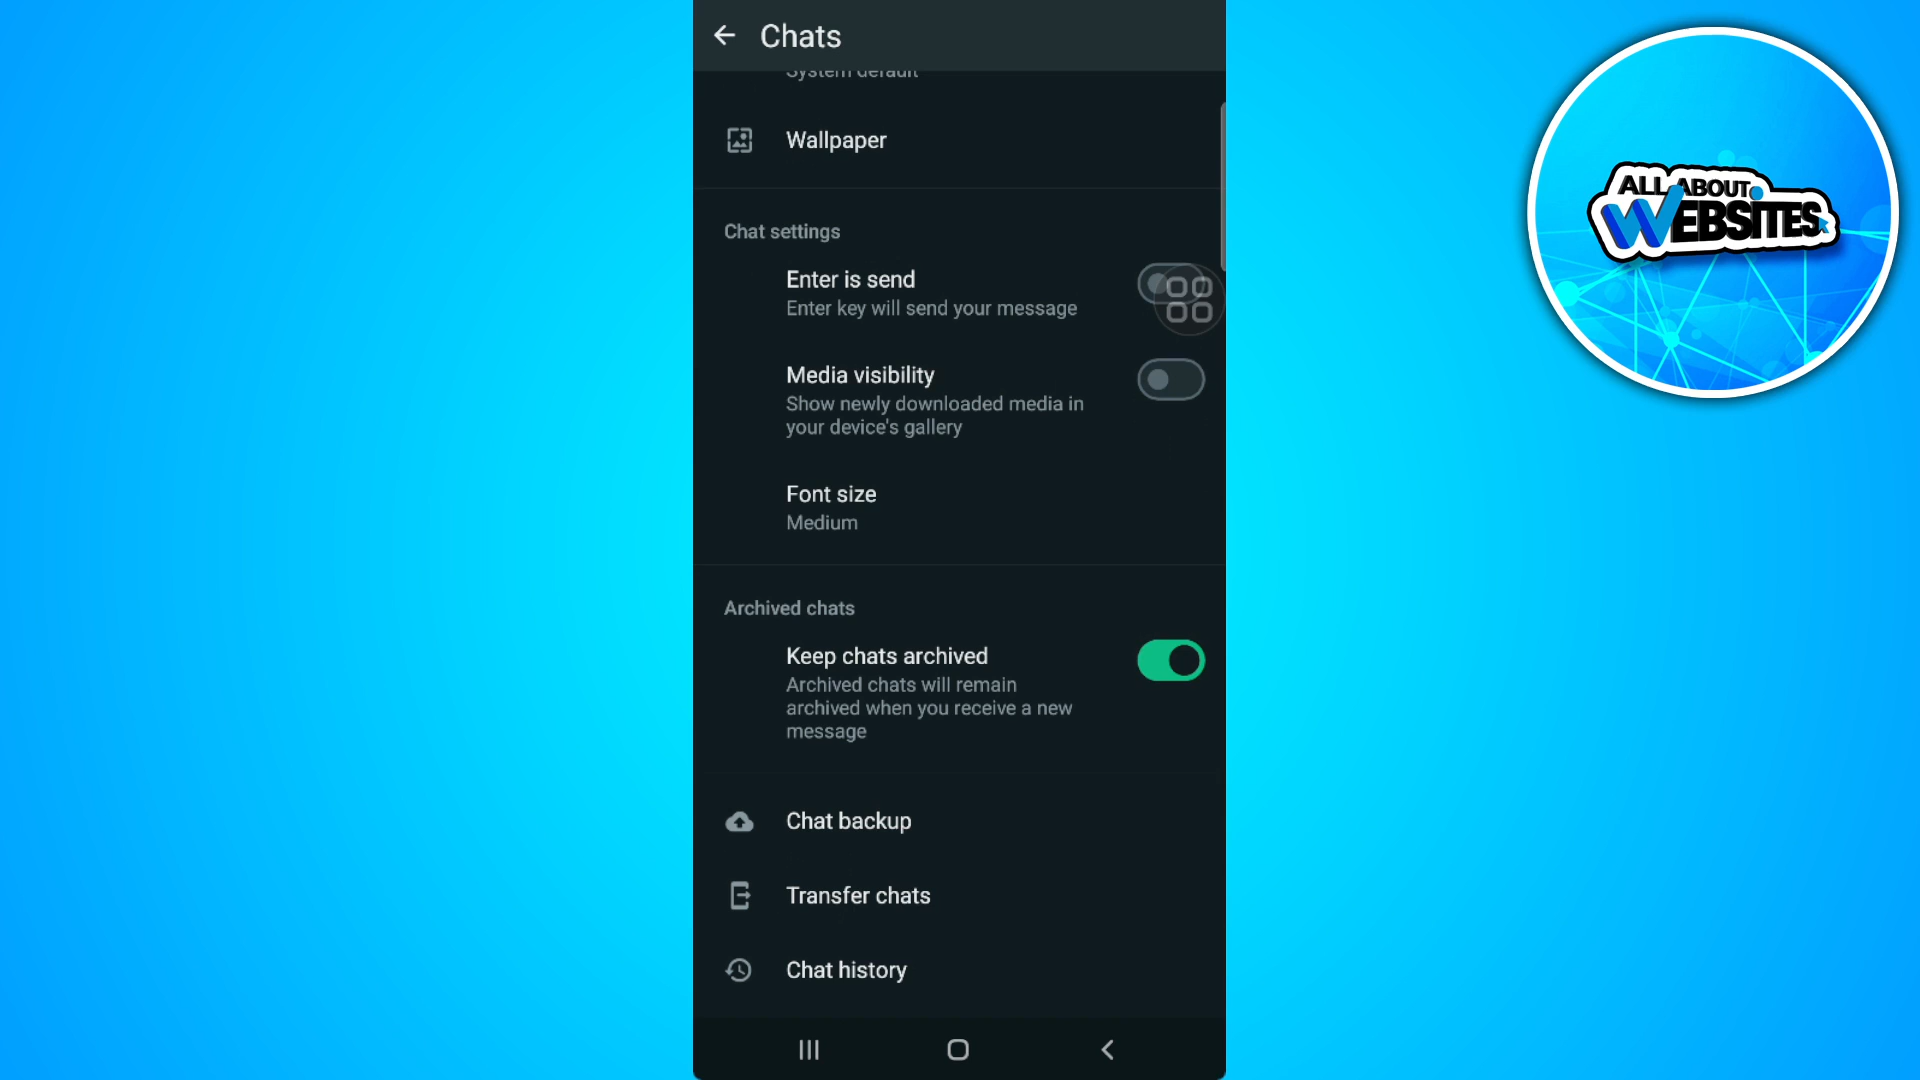 Chats
System default
Wallpaper
Chat settings
Enter is send
Enter key will send your message
Media visibility
Show newly downloaded media in
your device's gallery
Font size
Medium
Archived chats
Keep chats archived
Archived chats will remain
archived when you receive a new
message
Chat backup
Transfer chats
Chat history
ALL ABOUT
WEBSITES